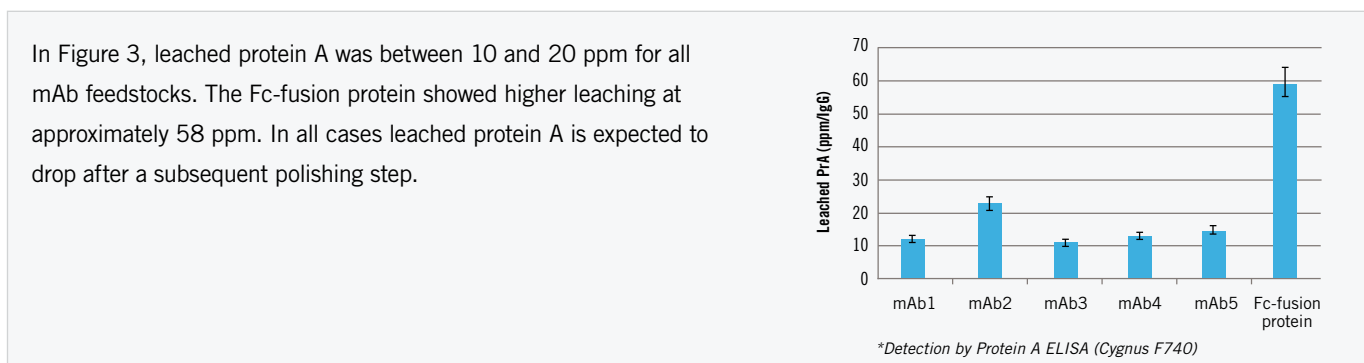 In Figure 3, leached protein A was between 10 and 20 ppm for all
mAb feedstocks. The Fc-fusion protein showed higher leaching at
approximately 58 ppm. In all cases leached protein A is expected to
drop after a subsequent polishing step.
Leached PrA (ppm/IgG)
70
60
50
40
30
20
10
0
mAb1 mAb2 mAb3 mAb4 mAb5 Fc-fusion
protein
*Detection by Protein A ELISA (Cygnus F740)